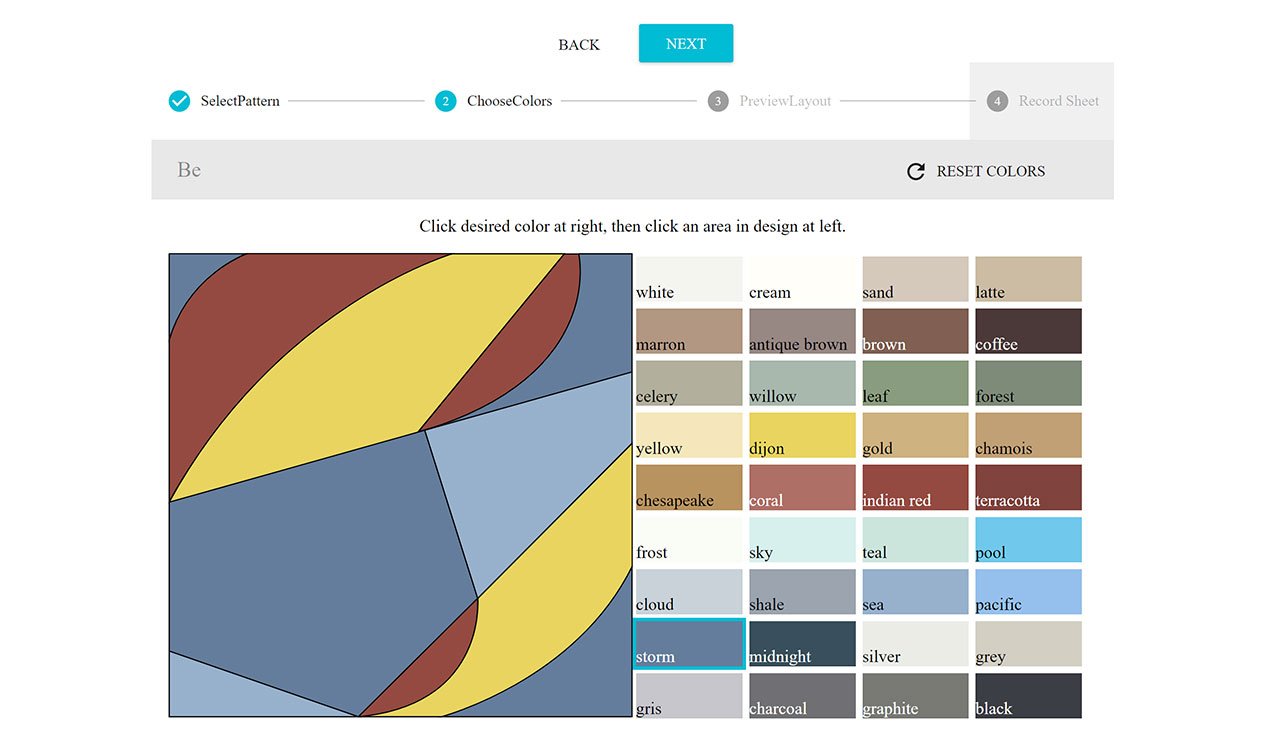 BACK NEXT
SelectPattern 2 ChooseColors 3 PreviewLayout 4 Record Sheet
Be RESET COLORS
Click desired color at right, then click an area in design at left.
white cream sand latte
marron antique brown brown coffee
celery willow leaf forest
yellow dijon gold chamois
chesapeake coral indian red terracotta
frost sky teal pool
cloud shale sea pacific
storm midnight silver grey
gris charcoal graphite black